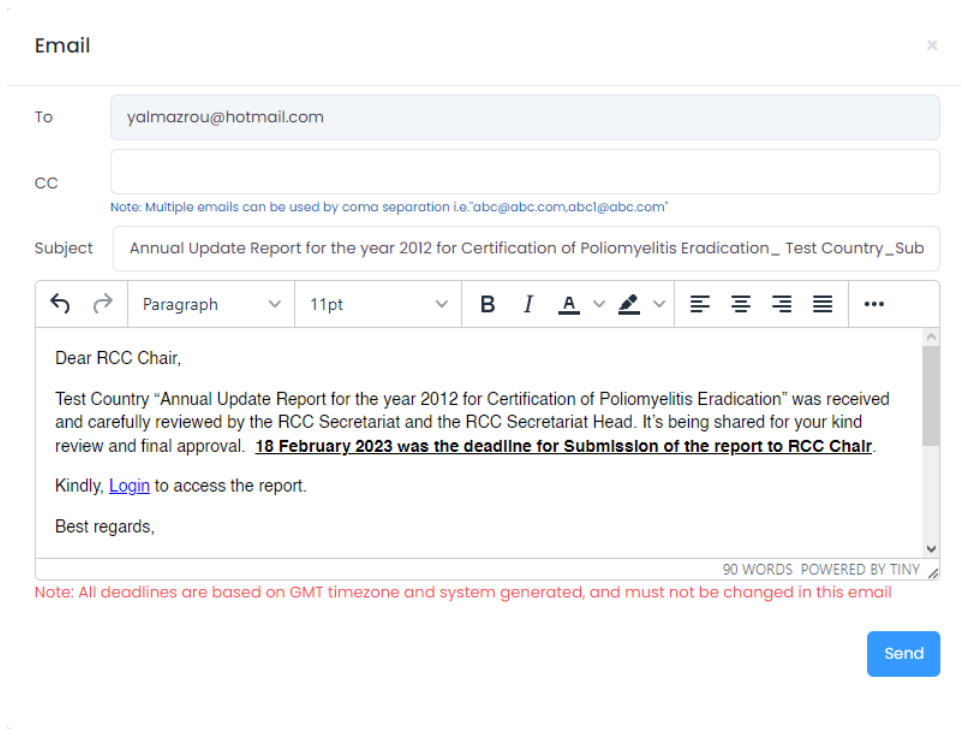 Email
×
To
yalmazrou@hotmail.com
CC
Note: Multiple emails can be used by coma separation i.e."abc@abc.com,abc1@abc.com"
Subject
Annual Update Report for the year 2012 for Certification of Poliomyelitis Eradication_ Test Country_Sub
Paragraph
11pt
B I A
Dear RCC Chair,
Test Country “Annual Update Report for the year 2012 for Certification of Poliomyelitis Eradication” was received
and carefully reviewed by the RCC Secretariat and the RCC Secretariat Head. It’s being shared for your kind
review and final approval. 18 February 2023 was the deadline for Submission of the report to RCC Chair.
Kindly, Login to access the report.
Best regards,
90 WORDS POWERED BY TINY
Note: All deadlines are based on GMT timezone and system generated, and must not be changed in this email
Send